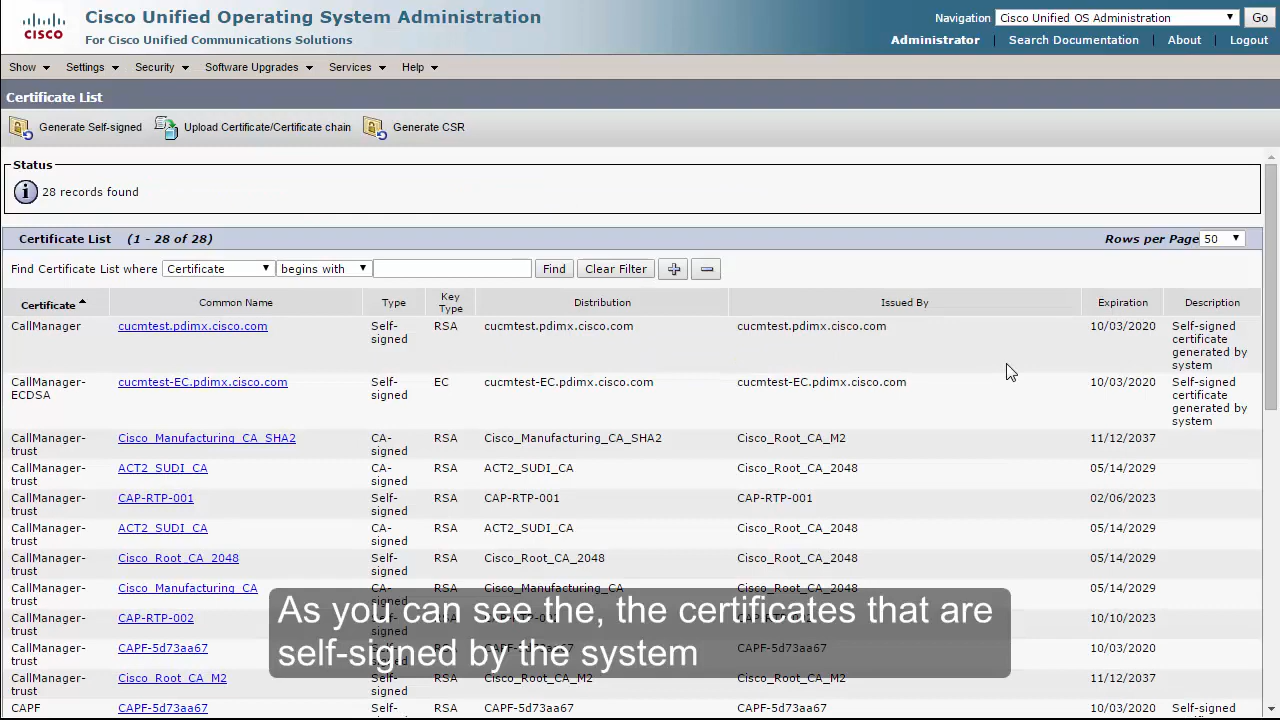 Cisco Unified Operating System Administration
For Cisco Unified Communications Solutions
CISCO
Navigation Cisco Unified OS Administration Go
Administrator Search Documentation About Logout
Show Settings Security Software Upgrades Services Help
Certificate List
Generate Self-signed Upload Certificate/Certificate chain Generate CSR
Status
28 records found
Certificate List (1 - 28 of 28) Rows per Page 50
Find Certificate List where Certificate begins with Find Clear Filter
Certificate Common Name Type Key Type Distribution Issued By Expiration Description
CallManager cucmtest.pdimx.cisco.com Self-signed RSA cucmtest.pdimx.cisco.com cucmtest.pdimx.cisco.com 10/03/2020 Self-signed certificate generated by system
CallManager-ECDSA cucmtest-EC.pdimx.cisco.com Self-signed EC cucmtest-EC.pdimx.cisco.com cucmtest-EC.pdimx.cisco.com 10/03/2020 Self-signed certificate generated by system
CallManager-trust Cisco_Manufacturing_CA_SHA2 CA-signed RSA Cisco_Manufacturing_CA_SHA2 Cisco_Root_CA_M2 11/12/2037
CallManager-trust ACT2_SUDI_CA CA-signed RSA ACT2_SUDI_CA Cisco_Root_CA_2048 05/14/2029
CallManager-trust CAP-RTP-001 Self-signed RSA CAP-RTP-001 CAP-RTP-001 02/06/2023
CallManager-trust ACT2_SUDI_CA CA-signed RSA ACT2_SUDI_CA Cisco_Root_CA_2048 05/14/2029
CallManager-trust Cisco_Root_CA_2048 Self-signed RSA Cisco_Root_CA_2048 Cisco_Root_CA_2048 05/14/2029
CallManager-trust Cisco_Manufacturing_CA CA-signed RSA Cisco_Manufacturing_CA Cisco_Root_CA_2048 05/14/2029
CallManager-trust CAP-RTP-002 10/10/2023
CallManager-trust CAPF-5d73aa67 CAPF-5d73aa67 10/03/2020
CallManager-trust Cisco_Root_CA_M2 Self-signed RSA Cisco_Root_CA_M2 Cisco_Root_CA_M2 11/12/2037
CAPF CAPF-5d73aa67 Self- RSA CAPF-5d73aa67 CAPF-5d73aa67 10/03/2020 Self-signed
As you can see the, the certificates that are
self-signed by the system